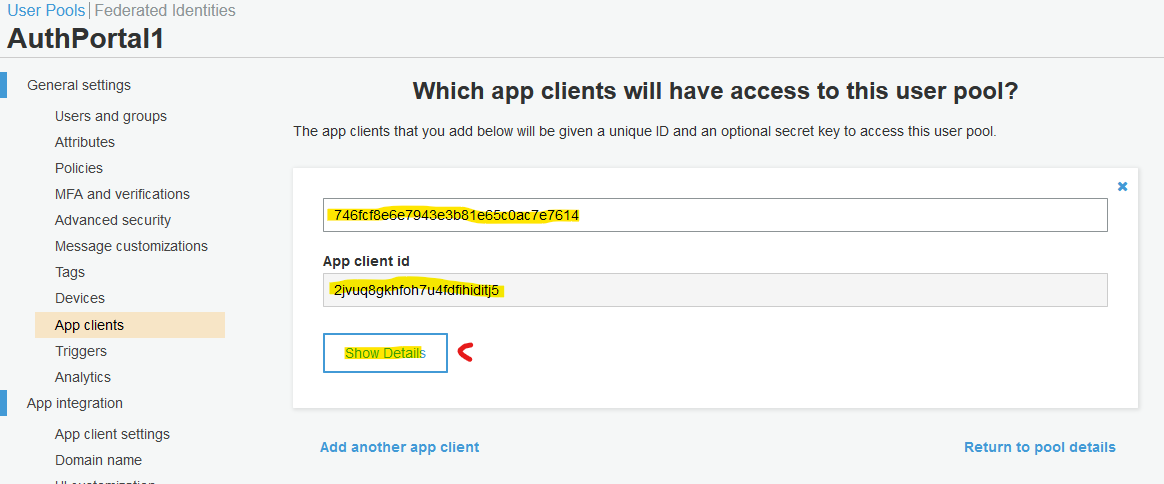 User Pools | Federated Identities
AuthPortal1
General settings
Users and groups
Attributes
Policies
MFA and verifications
Advanced security
Message customizations
Tags
Devices
App clients
Triggers
Analytics
App integration
App client settings
Domain name
UI customization
Which app clients will have access to this user pool?
The app clients that you add below will be given a unique ID and an optional secret key to access this user pool.
746fcf8e6e7943e3b81e65c0ac7e7614
App client id
2jvuq8gkhfoh7u4fdfihiditj5
Show Details
Add another app client
Return to pool details